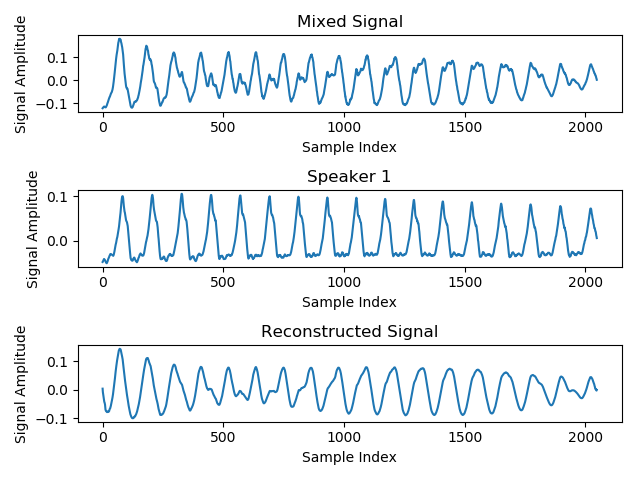 Mixed Signal
Signal Amplitude
0.1
0.0
−0.1
0 500 1000 1500 2000
Sample Index
Speaker 1
Signal Amplitude
0.1
0.0
0 500 1000 1500 2000
Sample Index
Reconstructed Signal
Signal Amplitude
0.1
0.0
−0.1
0 500 1000 1500 2000
Sample Index